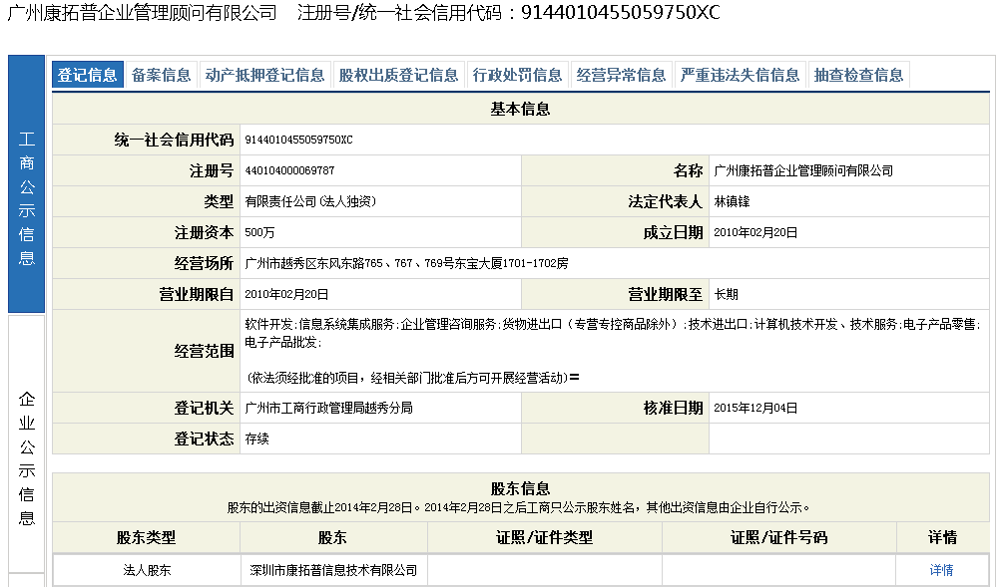 广州康拓普企业管理顾问有限公司 注册号/统一社会信用代码：9144010455059750XC
登记信息 备案信息 动产抵押登记信息 股权出质登记信息 行政处罚信息 经营异常信息 严重违法失信信息 抽查检查信息
工商公示信息
企业公示信息
基本信息
统一社会信用代码 9144010455059750XC
注册号 440104000069787 名称 广州康拓普企业管理顾问有限公司
类型 有限责任公司(法人独资) 法定代表人 林镇锋
注册资本 500万 成立日期 2010年02月20日
经营场所 广州市越秀区东风东路765、767、769号东宝大厦1701-1702房
营业期限自 2010年02月20日 营业期限至 长期
经营范围 软件开发;信息系统集成服务;企业管理咨询服务;货物进出口（专营专控商品除外）;技术进出口;计算机技术开发、技术服务;电子产品零售;
电子产品批发;
(依法须经批准的项目，经相关部门批准后方可开展经营活动)〓
登记机关 广州市工商行政管理局越秀分局 核准日期 2015年12月04日
登记状态 存续
股东信息
股东的出资信息截止2014年2月28日。2014年2月28日之后工商只公示股东姓名，其他出资信息由企业自行公示。
股东类型 股东 证照/证件类型 证照/证件号码 详情
法人股东 深圳市康拓普信息技术有限公司 详情